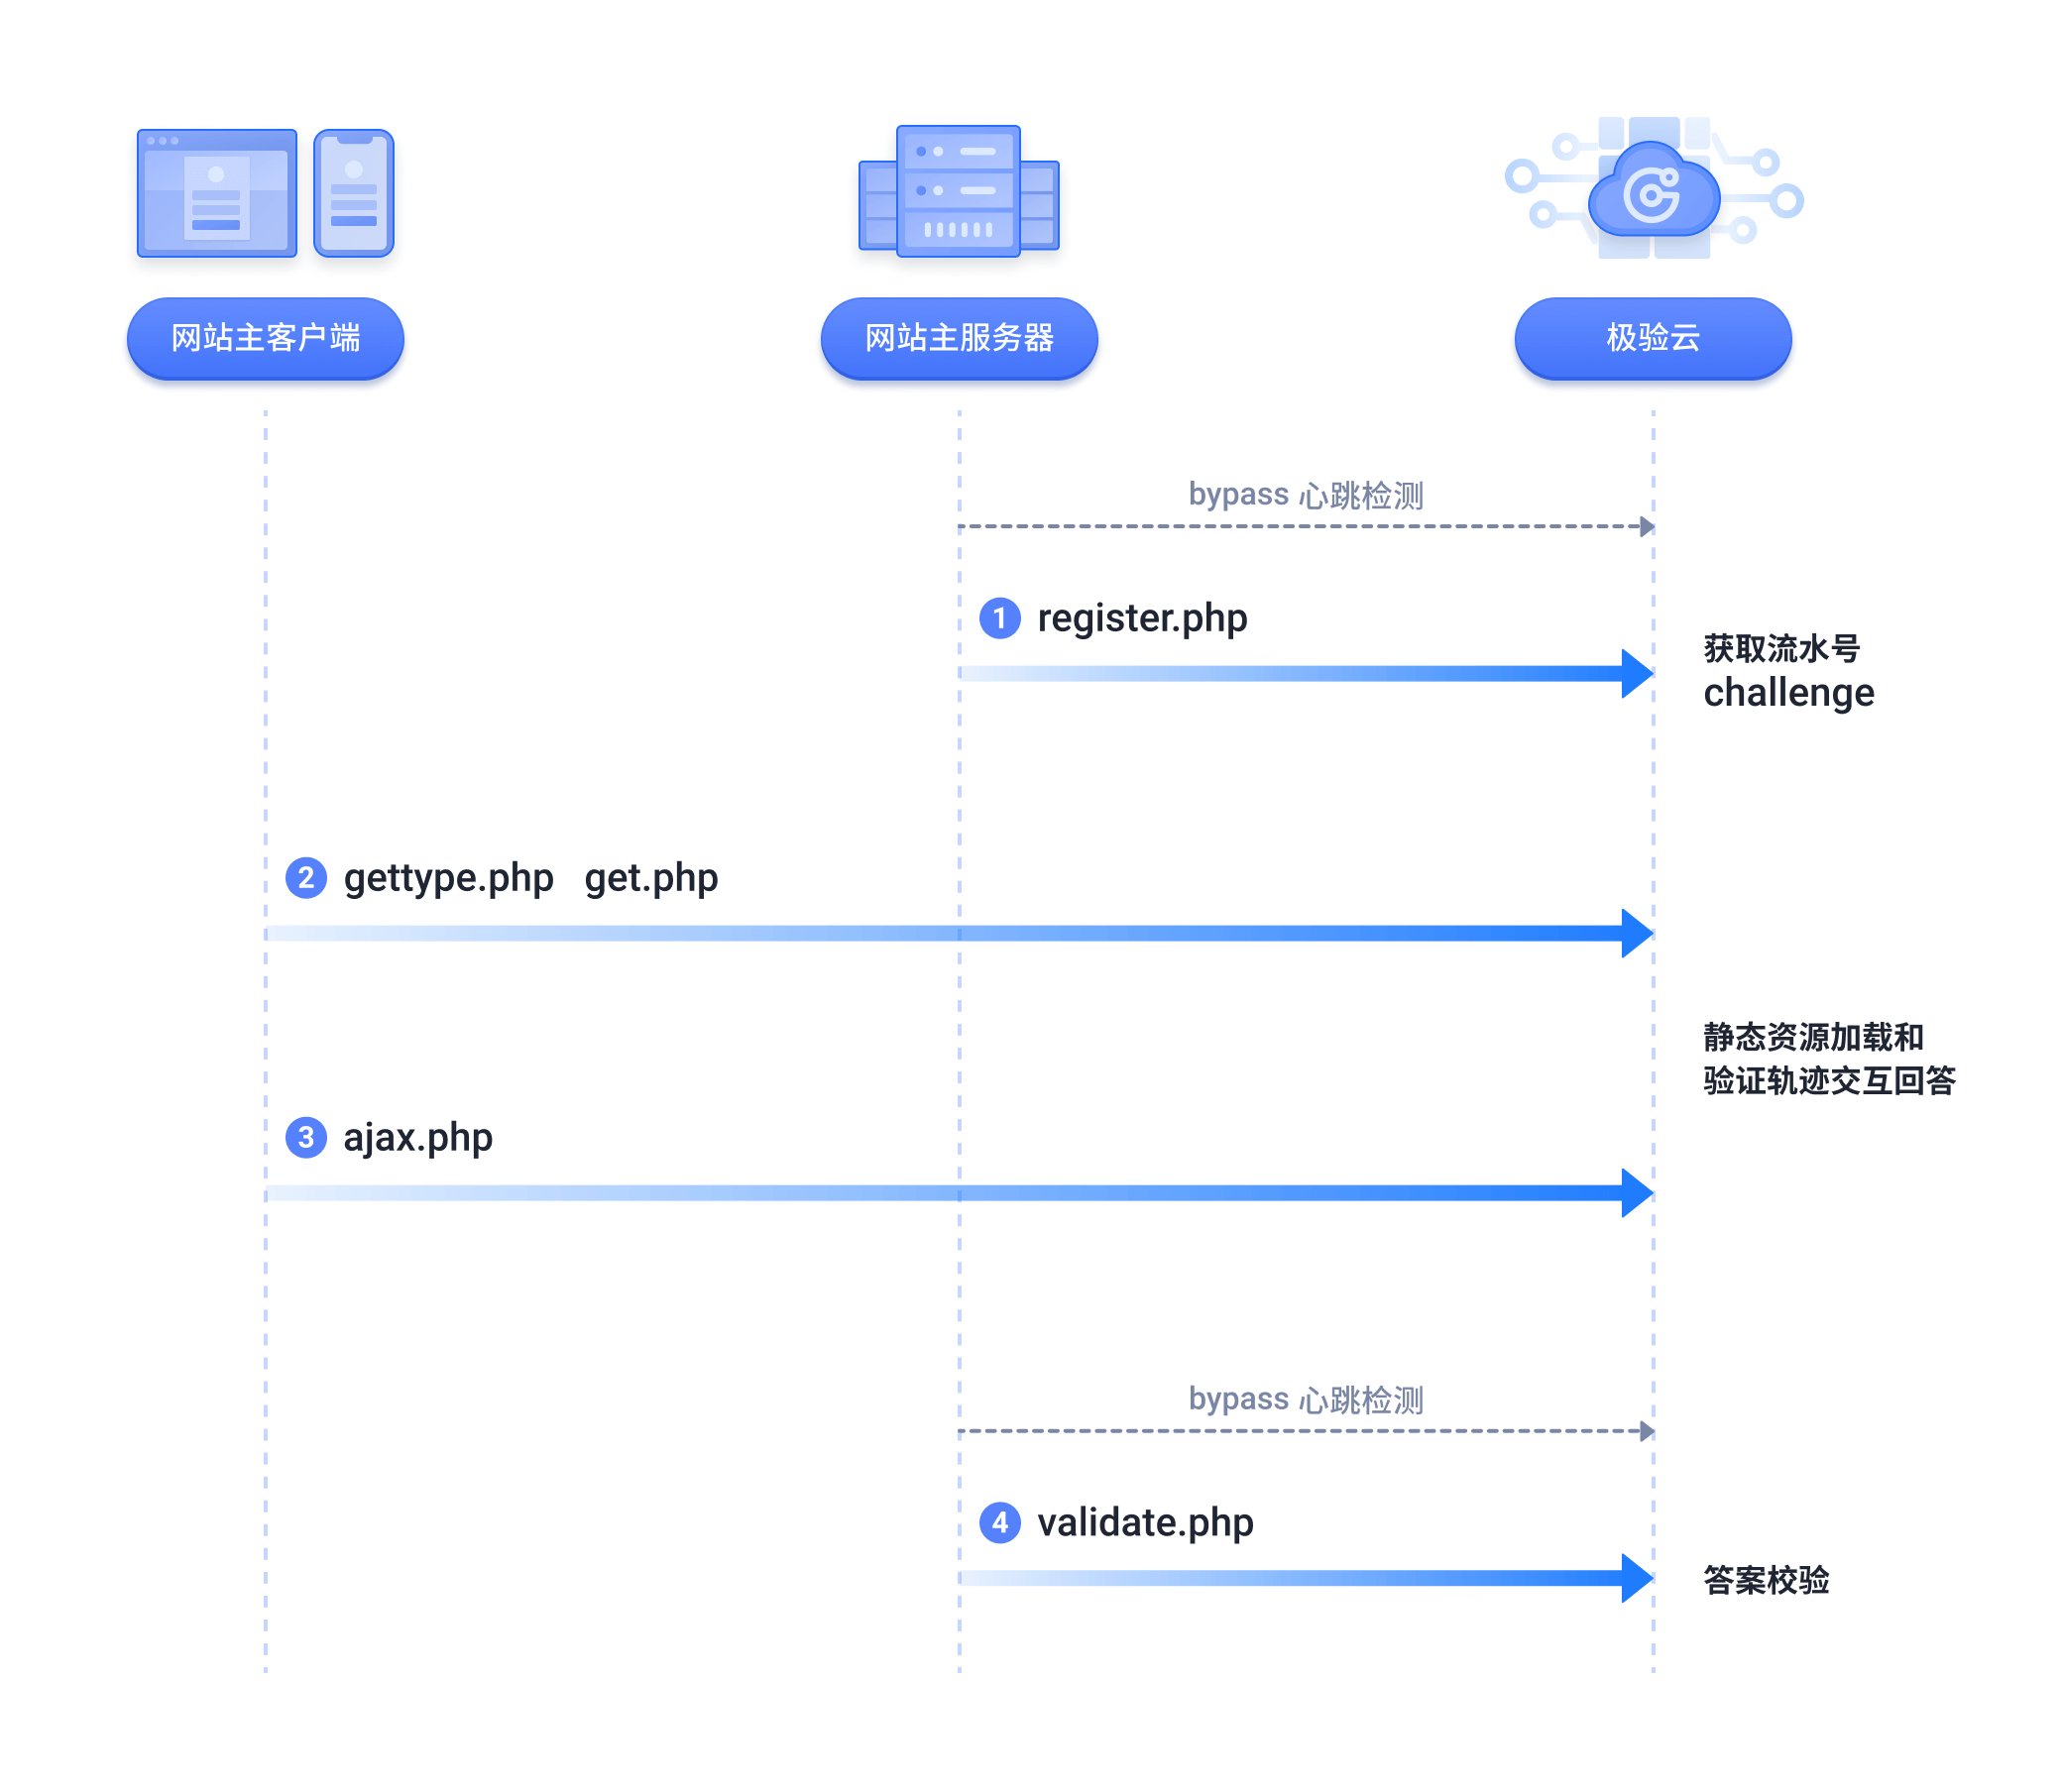 网站主客户端
网站主服务器
极验云
bypass 心跳检测
1 register.php
获取流水号
challenge
2 gettype.php get.php
静态资源加载和
验证轨迹交互回答
3 ajax.php
bypass 心跳检测
4 validate.php
答案校验